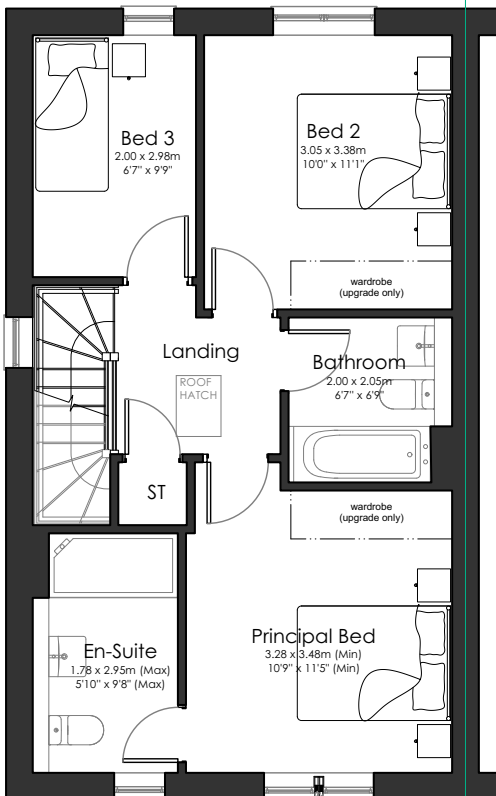 Bed 3
2.00 x 2.98m
6'7" x 9'9"
Bed 2
3.05 x 3.38m
10'0" x 11'1"
wardrobe
(upgrade only)
Landing
ROOF
HATCH
Bathroom
2.00 x 2.05m
6'7" x 6'9"
ST
wardrobe
(upgrade only)
En-Suite
1.78 x 2.95m (Max)
5'10" x 9'8" (Max)
Principal Bed
3.28 x 3.48m (Min)
10'9" x 11'5" (Min)